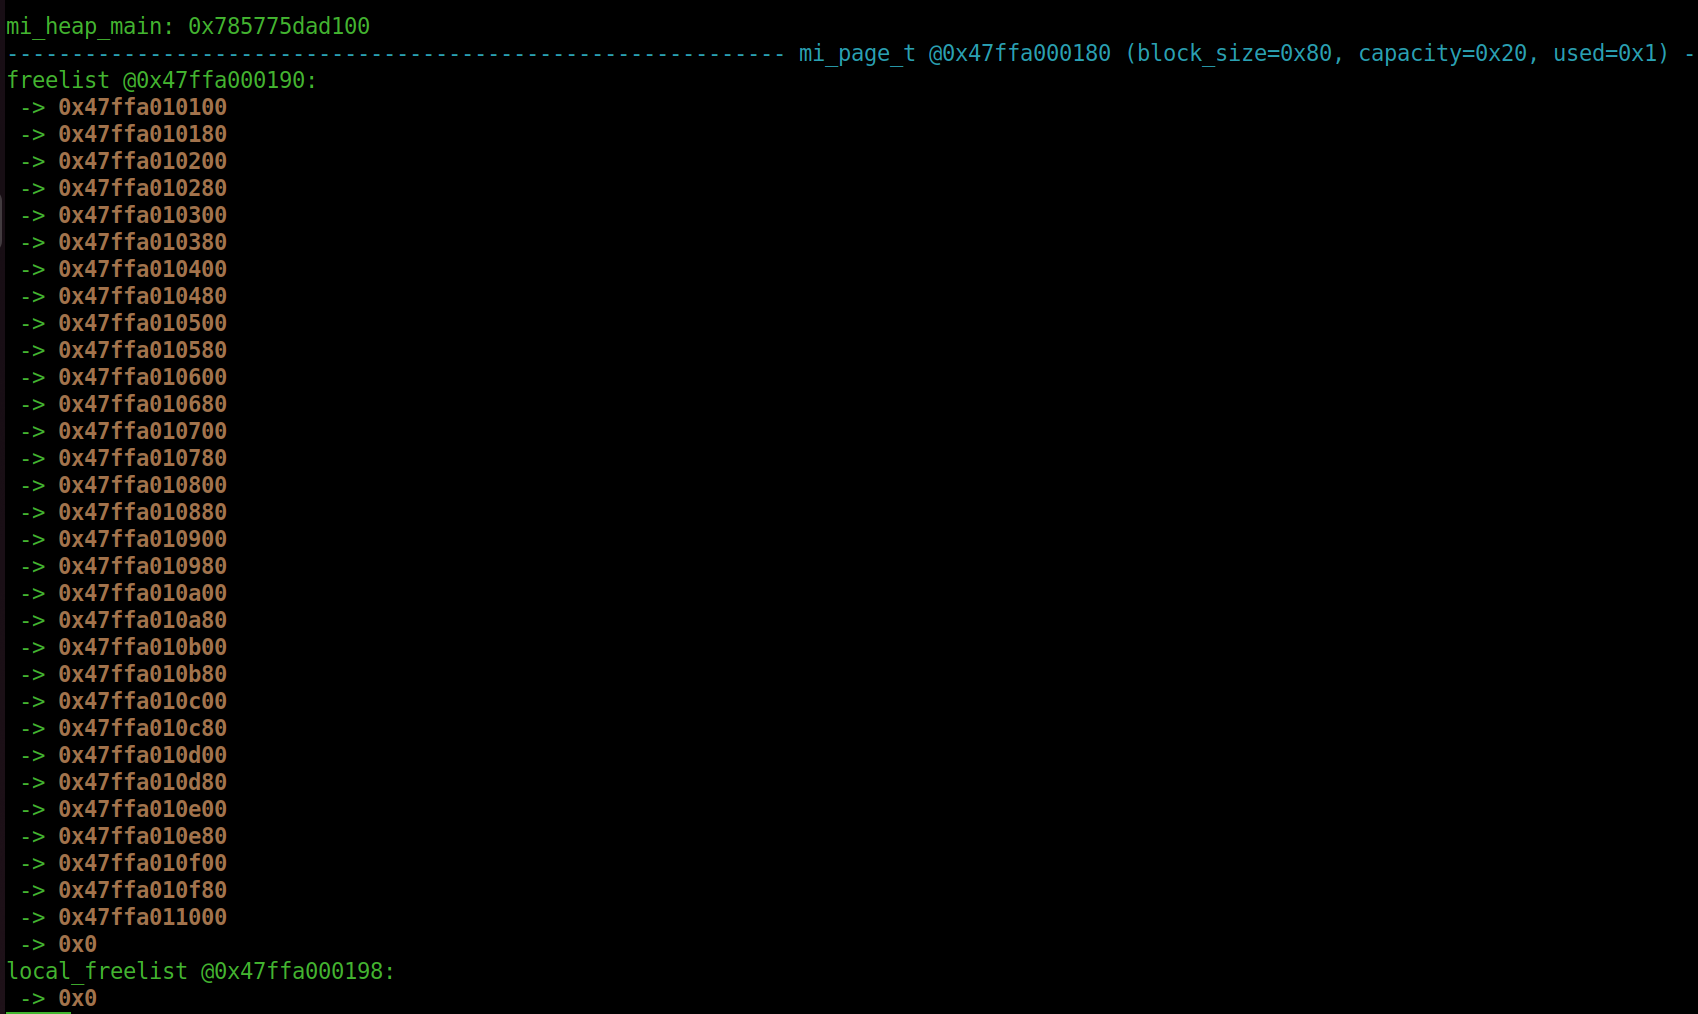 mi_heap_main: 0x785775dad100
------------------------------------------------------------ mi_page_t @0x47ffa000180 (block_size=0x80, capacity=0x20, used=0x1) -
freelist @0x47ffa000190:
 -> 0x47ffa010100
 -> 0x47ffa010180
 -> 0x47ffa010200
 -> 0x47ffa010280
 -> 0x47ffa010300
 -> 0x47ffa010380
 -> 0x47ffa010400
 -> 0x47ffa010480
 -> 0x47ffa010500
 -> 0x47ffa010580
 -> 0x47ffa010600
 -> 0x47ffa010680
 -> 0x47ffa010700
 -> 0x47ffa010780
 -> 0x47ffa010800
 -> 0x47ffa010880
 -> 0x47ffa010900
 -> 0x47ffa010980
 -> 0x47ffa010a00
 -> 0x47ffa010a80
 -> 0x47ffa010b00
 -> 0x47ffa010b80
 -> 0x47ffa010c00
 -> 0x47ffa010c80
 -> 0x47ffa010d00
 -> 0x47ffa010d80
 -> 0x47ffa010e00
 -> 0x47ffa010e80
 -> 0x47ffa010f00
 -> 0x47ffa010f80
 -> 0x47ffa011000
 -> 0x0
local_freelist @0x47ffa000198:
 -> 0x0